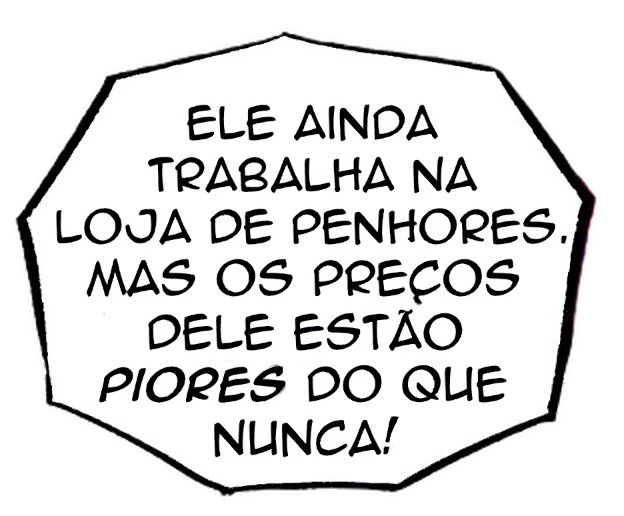 ELE AINDA
TRABALHA NA
LOJA DE PENHORES.
MAS OS PREÇOS
DELE ESTÃO
PIORES DO QUE
NUNCA!